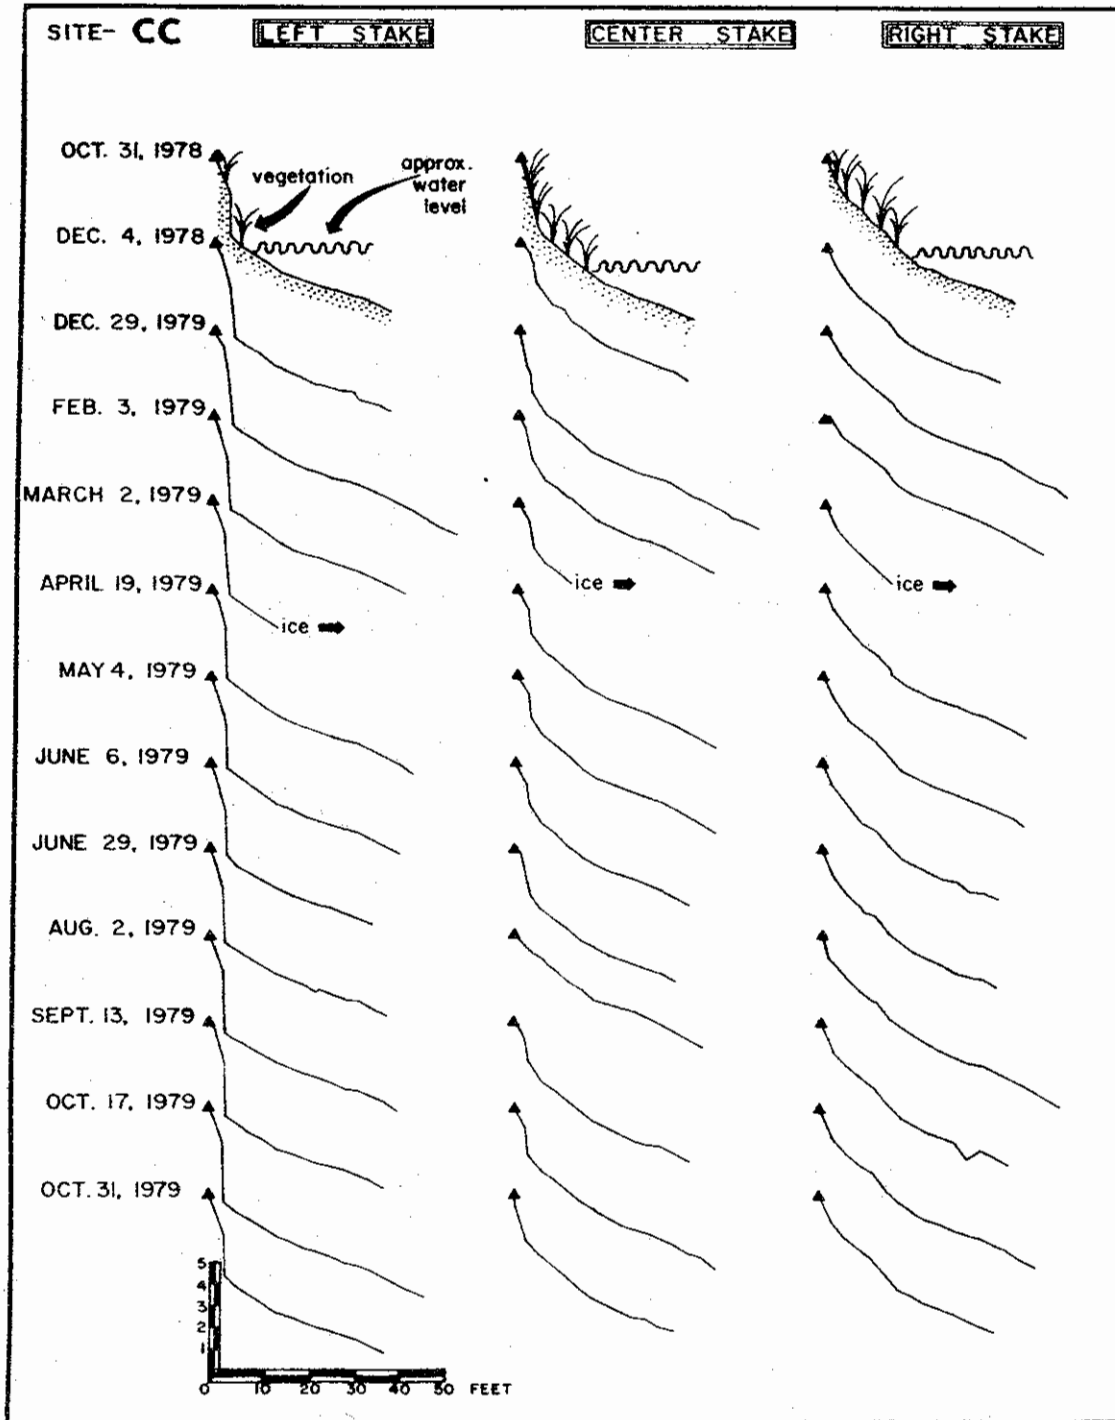 SITE- CC LEFT STAKE CENTER STAKE RIGHT STAKE
OCT. 31, 1978
vegetation
approx.
water
level
DEC. 4, 1978
DEC. 29, 1979
FEB. 3, 1979
MARCH 2, 1979
ice
ice
APRIL 19, 1979
ice
MAY 4, 1979
JUNE 6, 1979
JUNE 29, 1979
AUG. 2, 1979
SEPT. 13, 1979
OCT. 17, 1979
OCT. 31, 1979
5
4
3
2
1
0 10 20 30 40 50 FEET